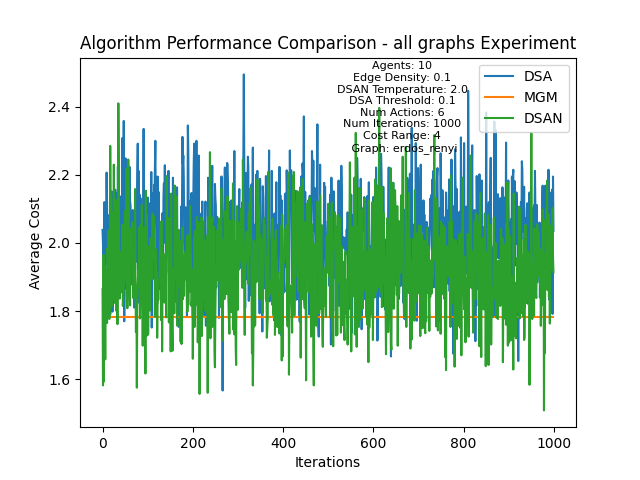 Algorithm Performance Comparison - all graphs Experiment
Agents: 10
Edge Density: 0.1
DSAN Temperature: 2.0
DSA Threshold: 0.1
Num Actions: 6
Num Iterations: 1000
Cost Range: 4
Graph: erdos_renyi
DSA
MGM
DSAN
Average Cost
2.4
2.2
2.0
1.8
1.6
0
200
400
600
800
1000
Iterations